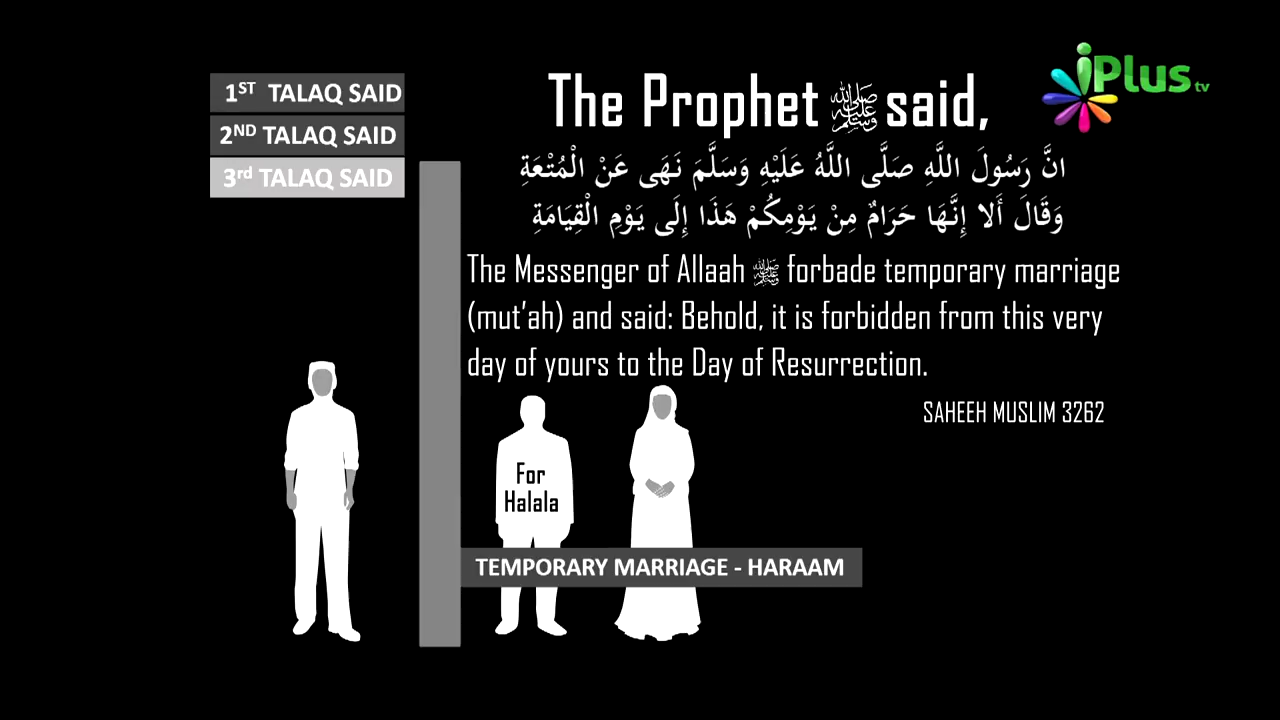 1ST TALAQ SAID
2ND TALAQ SAID
3rd TALAQ SAID
iPlus tv
The Prophet ﷺ said,
انَّ رَسُولَ اللَّهِ صَلَّى اللَّهُ عَلَيْهِ وَسَلَّمَ نَهَى عَنْ الْمُتْعَةِ
وَقَالَ أَلا إِنَّهَا حَرَامٌ مِنْ يَوْمِكُمْ هَذَا إِلَى يَوْمِ الْقِيَامَةِ
The Messenger of Allaah ﷺ forbade temporary marriage
(mut’ah) and said: Behold, it is forbidden from this very
day of yours to the Day of Resurrection.
SAHEEH MUSLIM 3262
For
Halala
TEMPORARY MARRIAGE - HARAAM